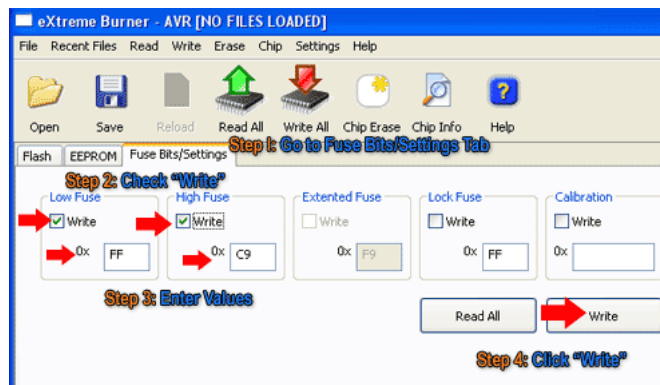 eXtreme Burner - AVR [NO FILES LOADED]
File Recent Files Read Write Erase Chip Settings Help
Open Save Reload Read All Write All Chip Erase Chip Info Help
Step 1: Go to Fuse Bits/Settings Tab
Flash EEPROM Fuse Bits/Settings
Step 2: Check "Write"
Low Fuse High Fuse Extented Fuse Lock Fuse Calibration
Write Write Write Write Write
0x FF 0x C9 0x F9 0x FF 0x
Step 3: Enter Values
Read All Write
Step 4: Click "Write"